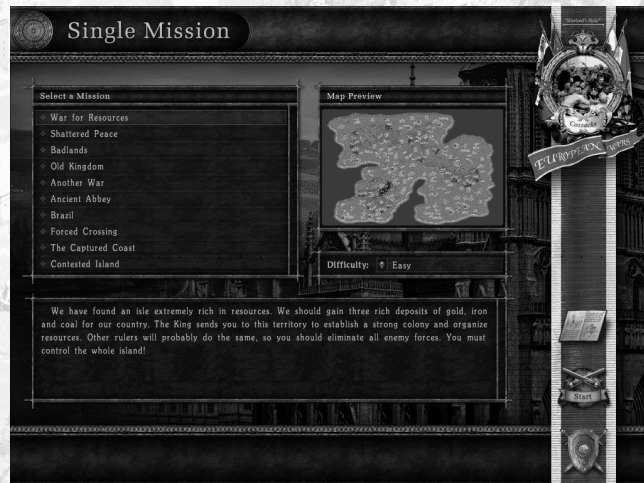 Single Mission
"Warlord's Style"
Cossacks
EUROPEAN WARS
Select a Mission
War for Resources
Shattered Peace
Badlands
Old Kingdom
Another War
Ancient Abbey
Brazil
Forced Crossing
The Captured Coast
Contested Island
Map Preview
Difficulty: Easy
We have found an isle extremely rich in resources. We should gain three rich deposits of gold, iron
and coal for our country. The King sends you to this territory to establish a strong colony and organize
resources. Other rulers will probably do the same, so you should eliminate all enemy forces. You must
control the whole island!
Start